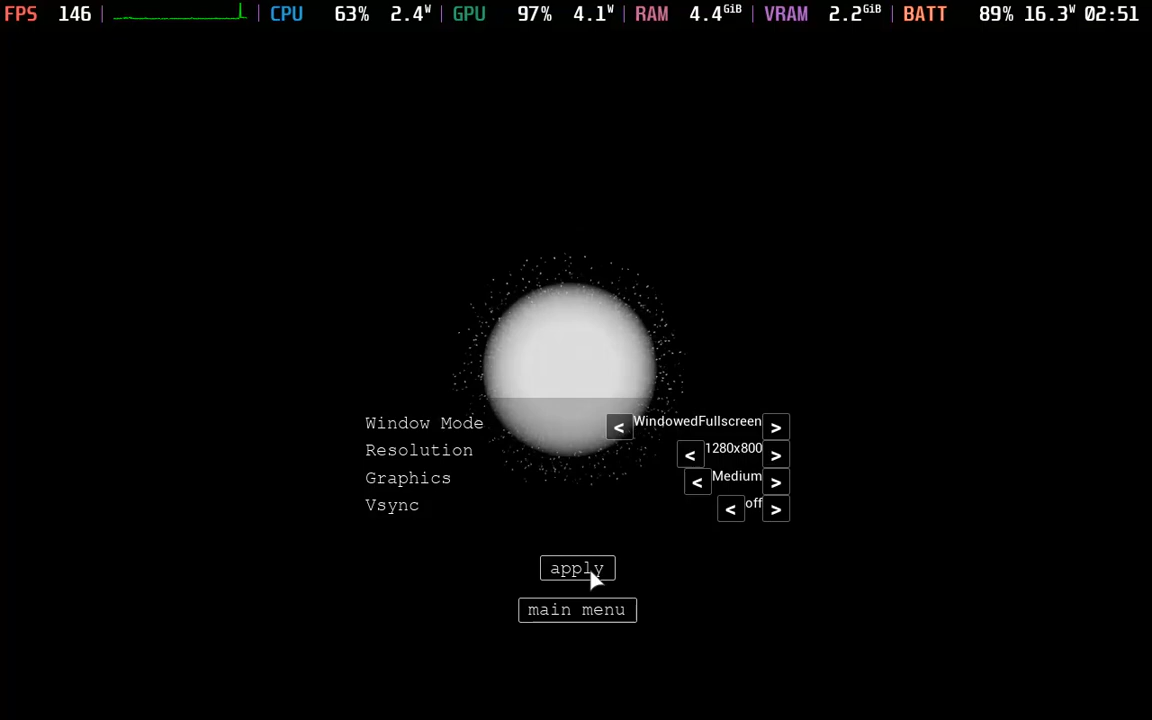 FPS 146 | CPU 63% 2.4W | GPU 97% 4.1W | RAM 4.4GiB | VRAM 2.2GiB | BATT 89% 16.3W 02:51
Window Mode < WindowedFullscreen >
Resolution < 1280x800 >
Graphics < Medium >
Vsync < off >
apply
main menu